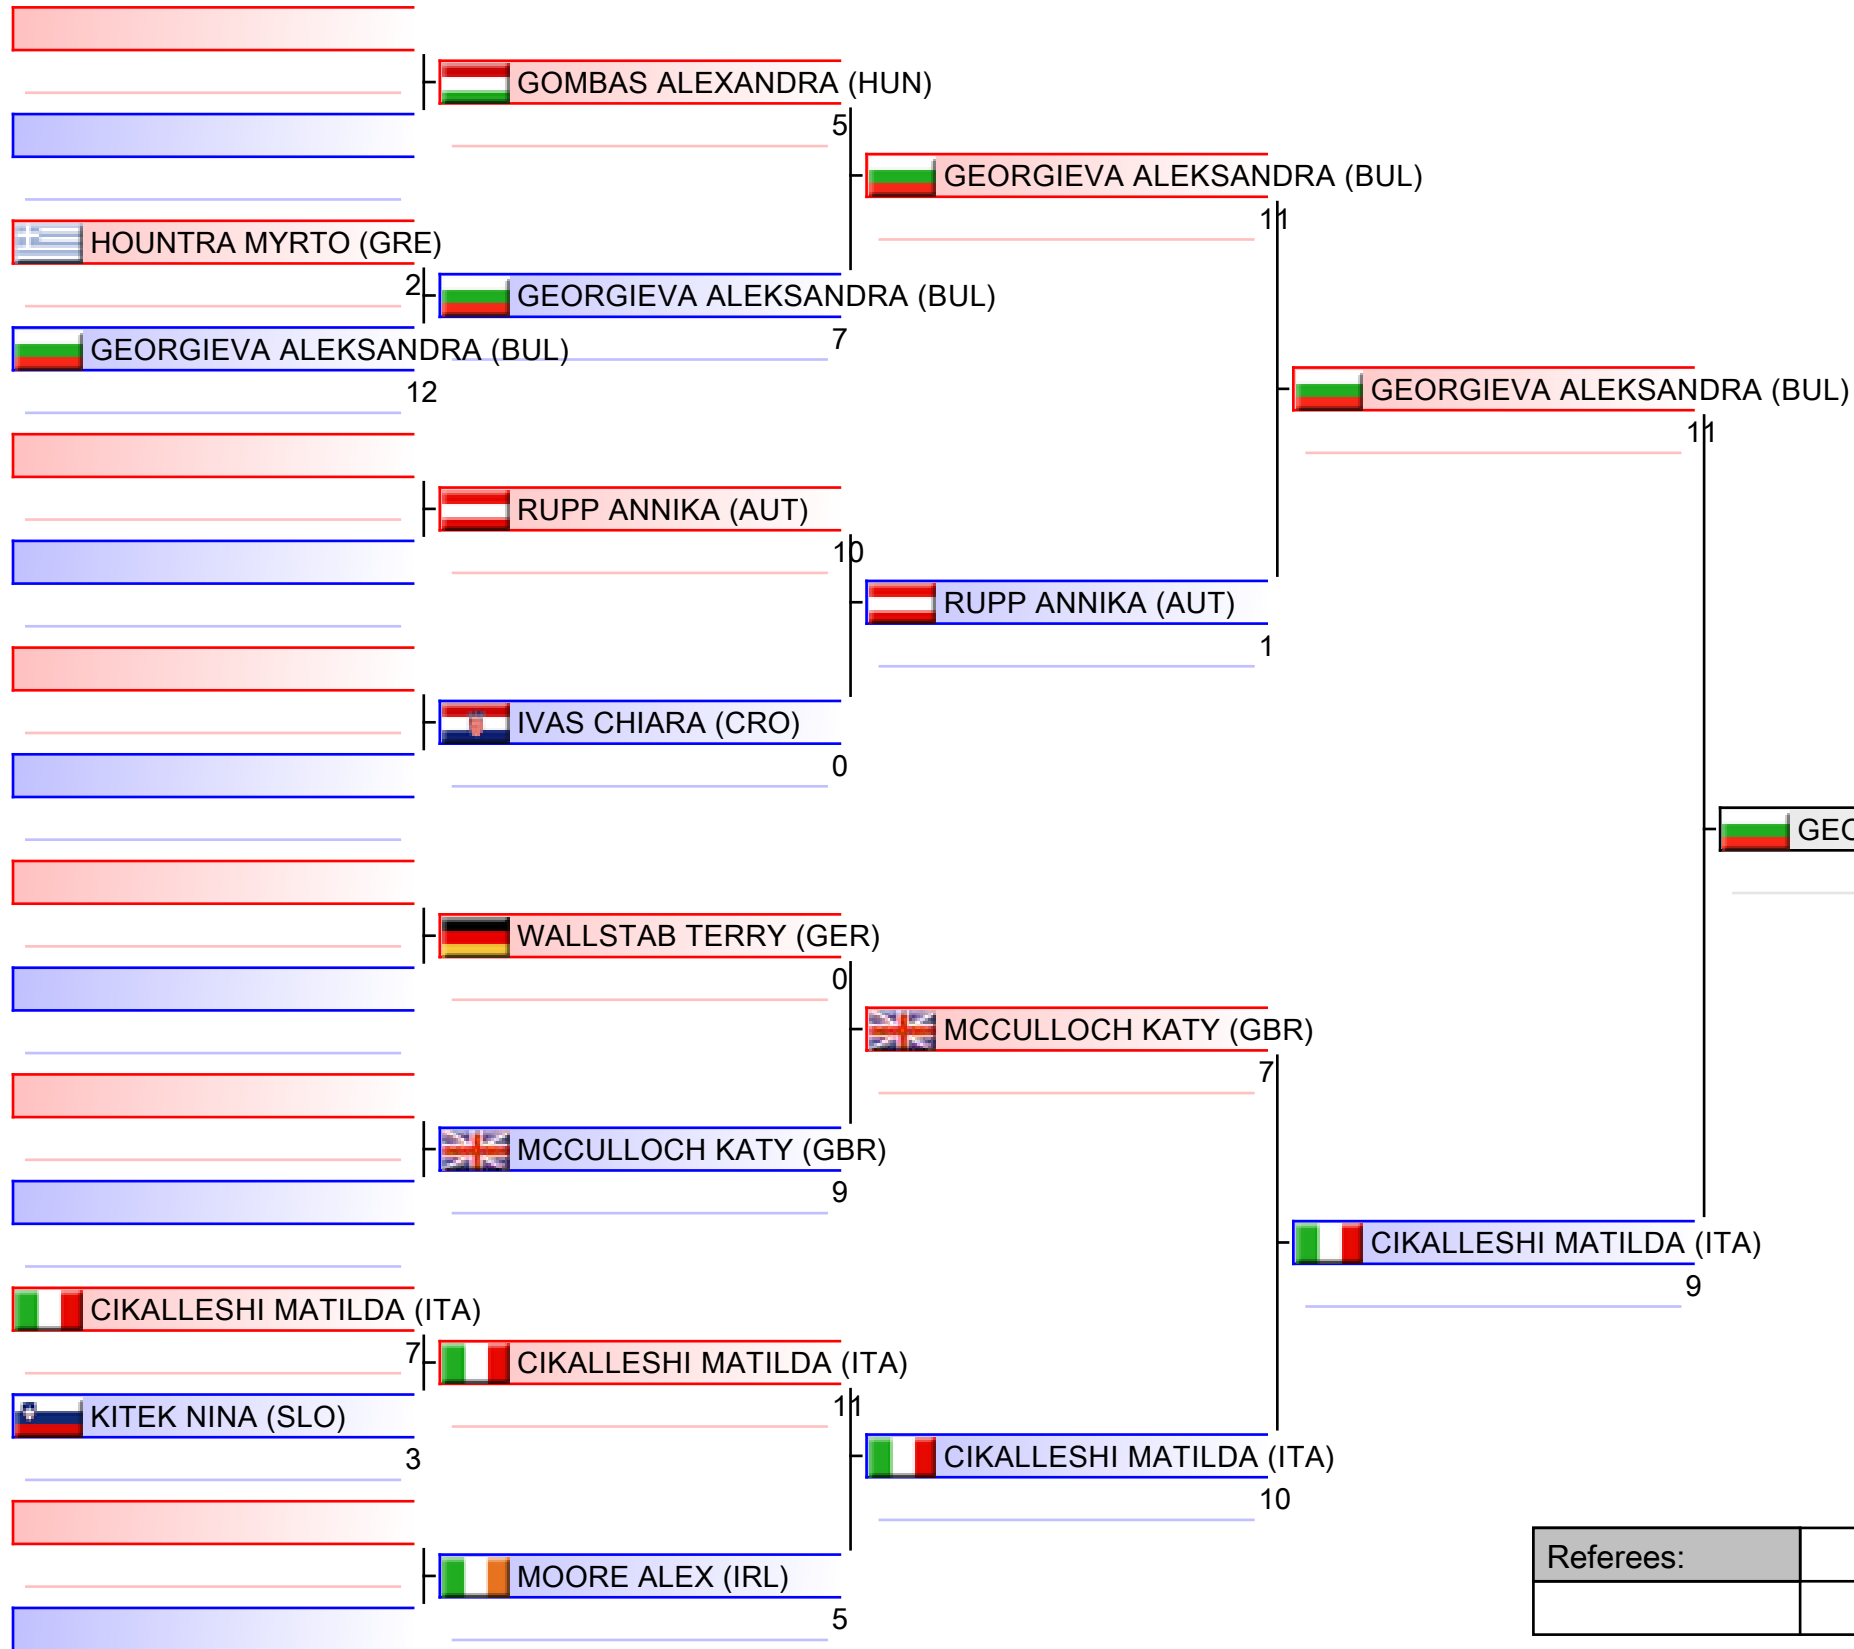 GOMBAS ALEXANDRA (HUN)
5
GEORGIEVA ALEKSANDRA (BUL)
11
HOUNTRA MYRTO (GRE)
2
GEORGIEVA ALEKSANDRA (BUL)
7
GEORGIEVA ALEKSANDRA (BUL)
12
GEORGIEVA ALEKSANDRA (BUL)
11
RUPP ANNIKA (AUT)
10
RUPP ANNIKA (AUT)
1
IVAS CHIARA (CRO)
0
GEO
WALLSTAB TERRY (GER)
0
MCCULLOCH KATY (GBR)
7
MCCULLOCH KATY (GBR)
9
CIKALLESHI MATILDA (ITA)
9
CIKALLESHI MATILDA (ITA)
7
CIKALLESHI MATILDA (ITA)
11
KITEK NINA (SLO)
3
CIKALLESHI MATILDA (ITA)
10
MOORE ALEX (IRL)
5
Referees: